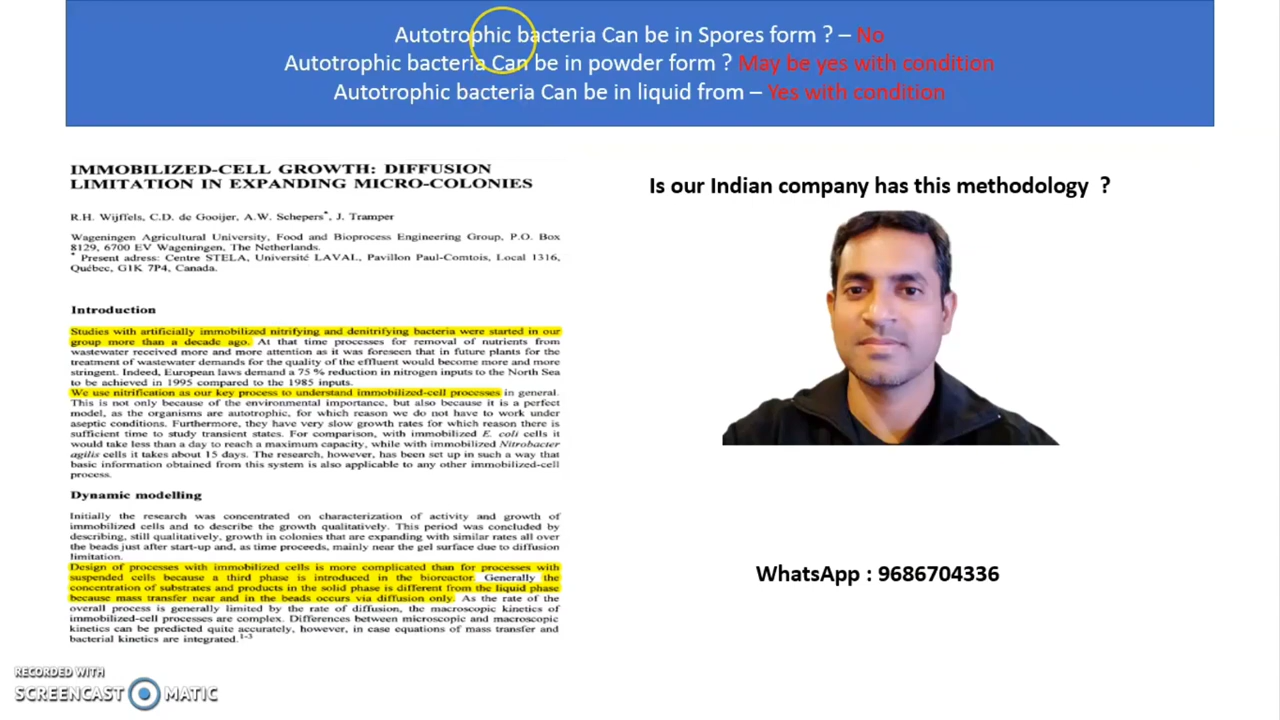 Autotrophic bacteria Can be in Spores form ? – No
Autotrophic bacteria Can be in powder form ? May be yes with condition
Autotrophic bacteria Can be in liquid from – Yes with condition
IMMOBILIZED-CELL GROWTH: DIFFUSION
LIMITATION IN EXPANDING MICRO-COLONIES
R.H. Wijffels, C.D. de Gooijer, A.W. Schepers*, J. Tramper
Wageningen Agricultural University, Food and Bioprocess Engineering Group, P.O. Box
8129, 6700 EV Wageningen, The Netherlands.
* Present adress: Centre STELA, Université LAVAL, Pavillon Paul-Comtois, Local 1316,
Québec, G1K 7P4, Canada.
Introduction
Studies with artificially immobilized nitrifying and denitrifying bacteria were started in our
group more than a decade ago. At that time processes for removal of nutrients from
wastewater received more and more attention as it was foreseen that in future plants for the
treatment of wastewater demands for the quality of the effluent would become more and more
stringent. Indeed, European laws demand a 75 % reduction in nitrogen inputs to the North Sea
to be achieved in 1995 compared to the 1985 inputs.
We use nitrification as our key process to understand immobilized-cell processes in general.
This is not only because of the environmental importance, but also because it is a perfect
model, as the organisms are autotrophic, for which reason we do not have to work under
aseptic conditions. Furthermore, they have very slow growth rates for which reason there is
sufficient time to study transient states. For comparison, with immobilized E. coli cells it
would take less than a day to reach a maximum capacity, while with immobilized Nitrobacter
agilis cells it takes about 15 days. The research, however, has been set up in such a way that
basic information obtained from this system is also applicable to any other immobilized-cell
process.
Dynamic modelling
Initially the research was concentrated on characterization of activity and growth of
immobilized cells and to describe the growth qualitatively. This period was concluded by
describing, still qualitatively, growth in colonies that are expanding with similar rates all over
the beads just after start-up and, as time proceeds, mainly near the gel surface due to diffusion
limitation.
Design of processes with immobilized cells is more complicated than for processes with
suspended cells because a third phase is introduced in the bioreactor. Generally the
concentration of substrates and products in the solid phase is different from the liquid phase
because mass transfer near and in the beads occurs via diffusion only. As the rate of the
overall process is generally limited by the rate of diffusion, the macroscopic kinetics of
immobilized-cell processes are complex. Differences between microscopic and macroscopic
kinetics can be predicted quite accurately, however, in case equations of mass transfer and
bacterial kinetics are integrated.1-3
Is our Indian company has this methodology ?
WhatsApp : 9686704336
RECORDED WITH
SCREENCAST MATIC